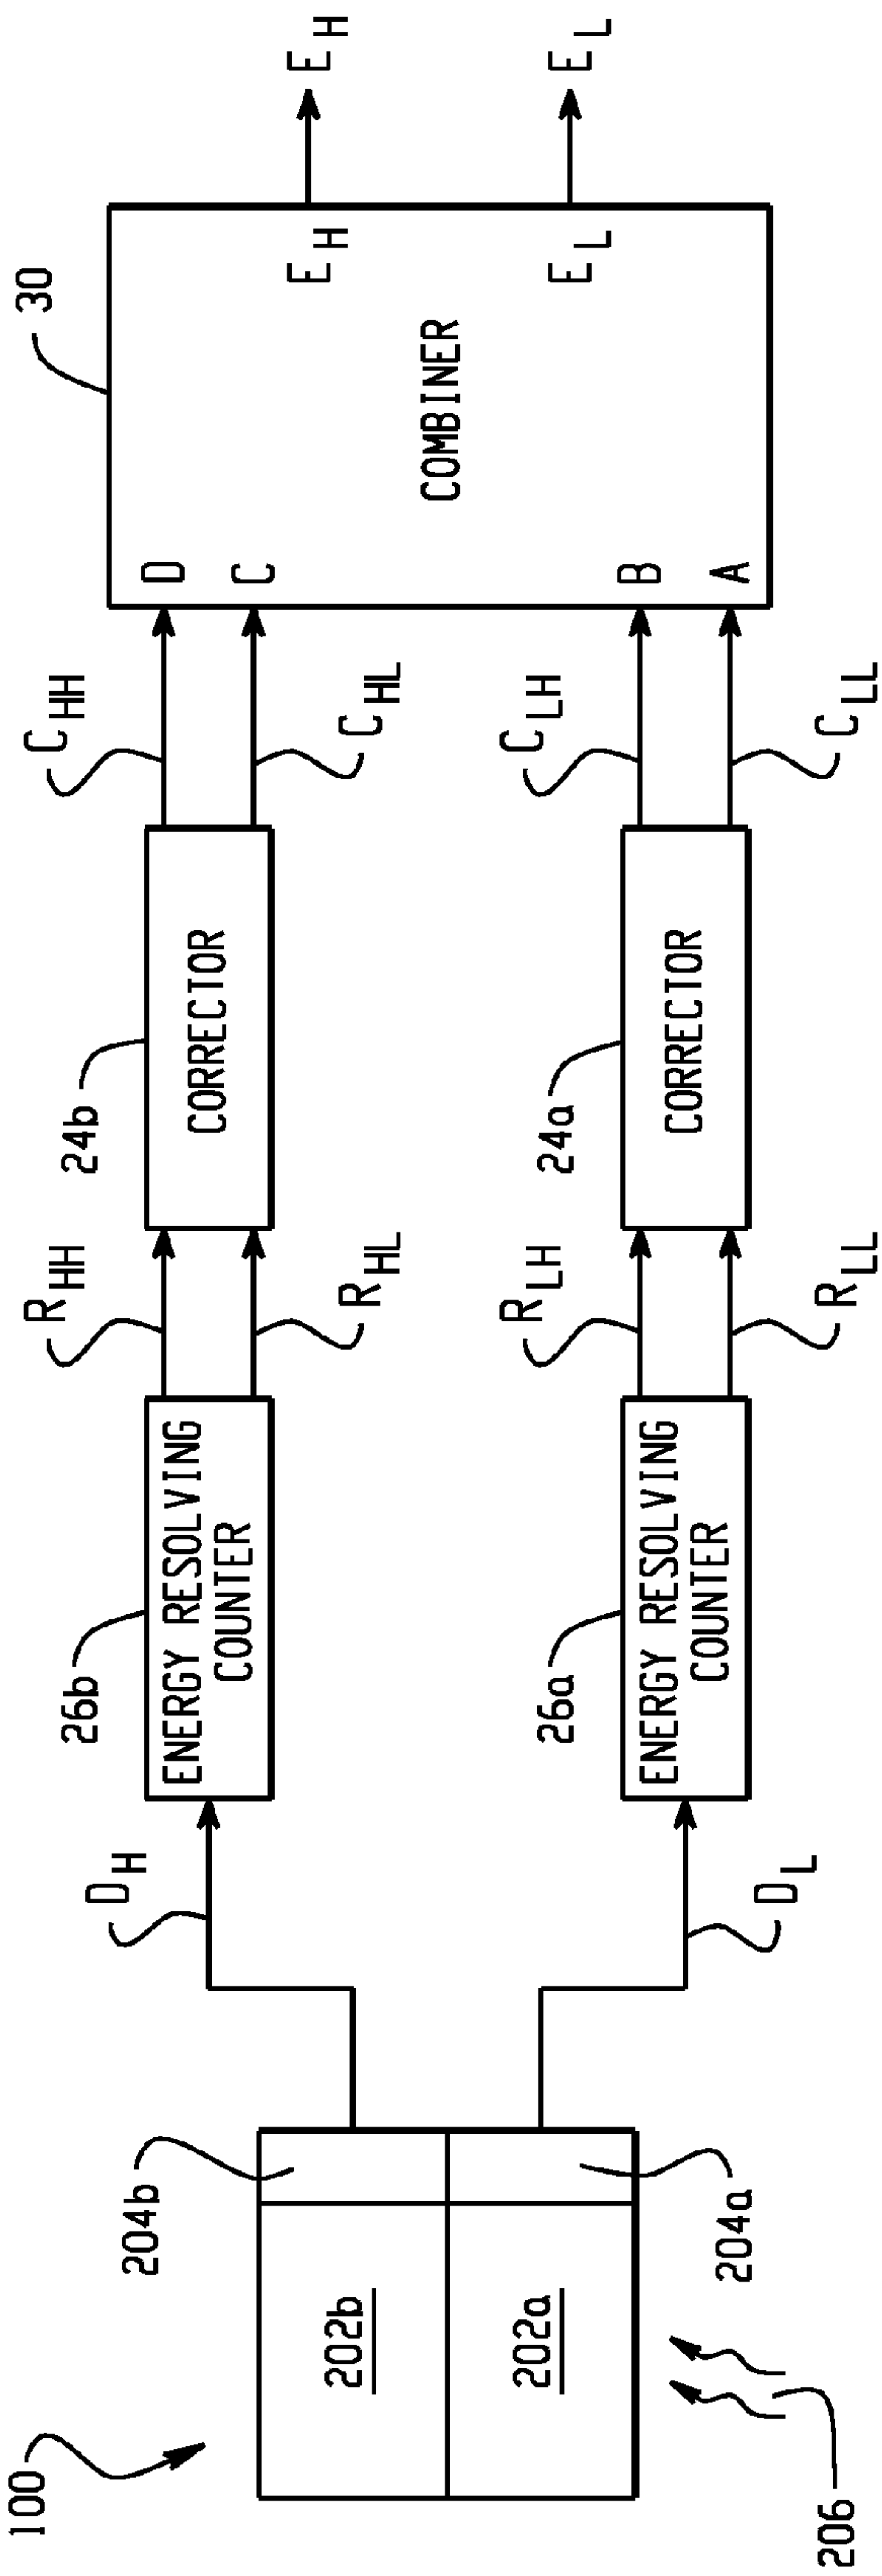 100
202b
202a
204b
204a
206
D_H
D_L
26b
ENERGY RESOLVING
COUNTER
26a
ENERGY RESOLVING
COUNTER
R_HH
R_HL
R_LH
R_LL
24b
CORRECTOR
24a
CORRECTOR
C_HH
C_HL
C_LH
C_LL
30
D
C
B
A
COMBINER
E_H
E_L
E_H
E_L